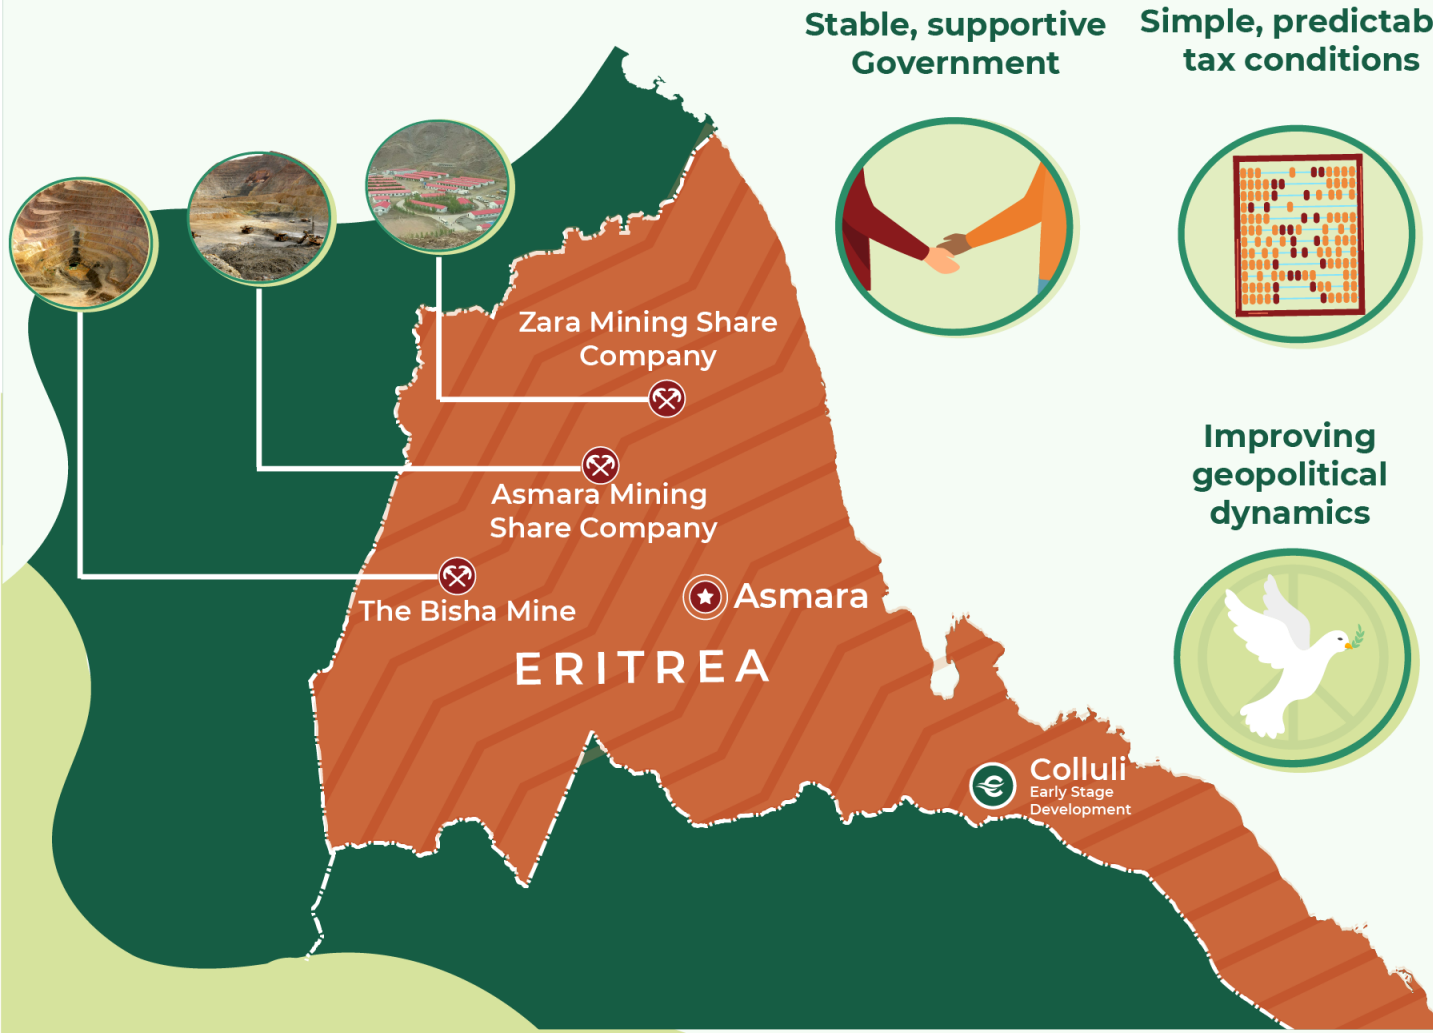 Stable, supportive
Government
Simple, predictab
tax conditions
Zara Mining Share
Company
Asmara Mining
Share Company
The Bisha Mine
Asmara
ERITREA
Improving
geopolitical
dynamics
Colluli
Early Stage
Development